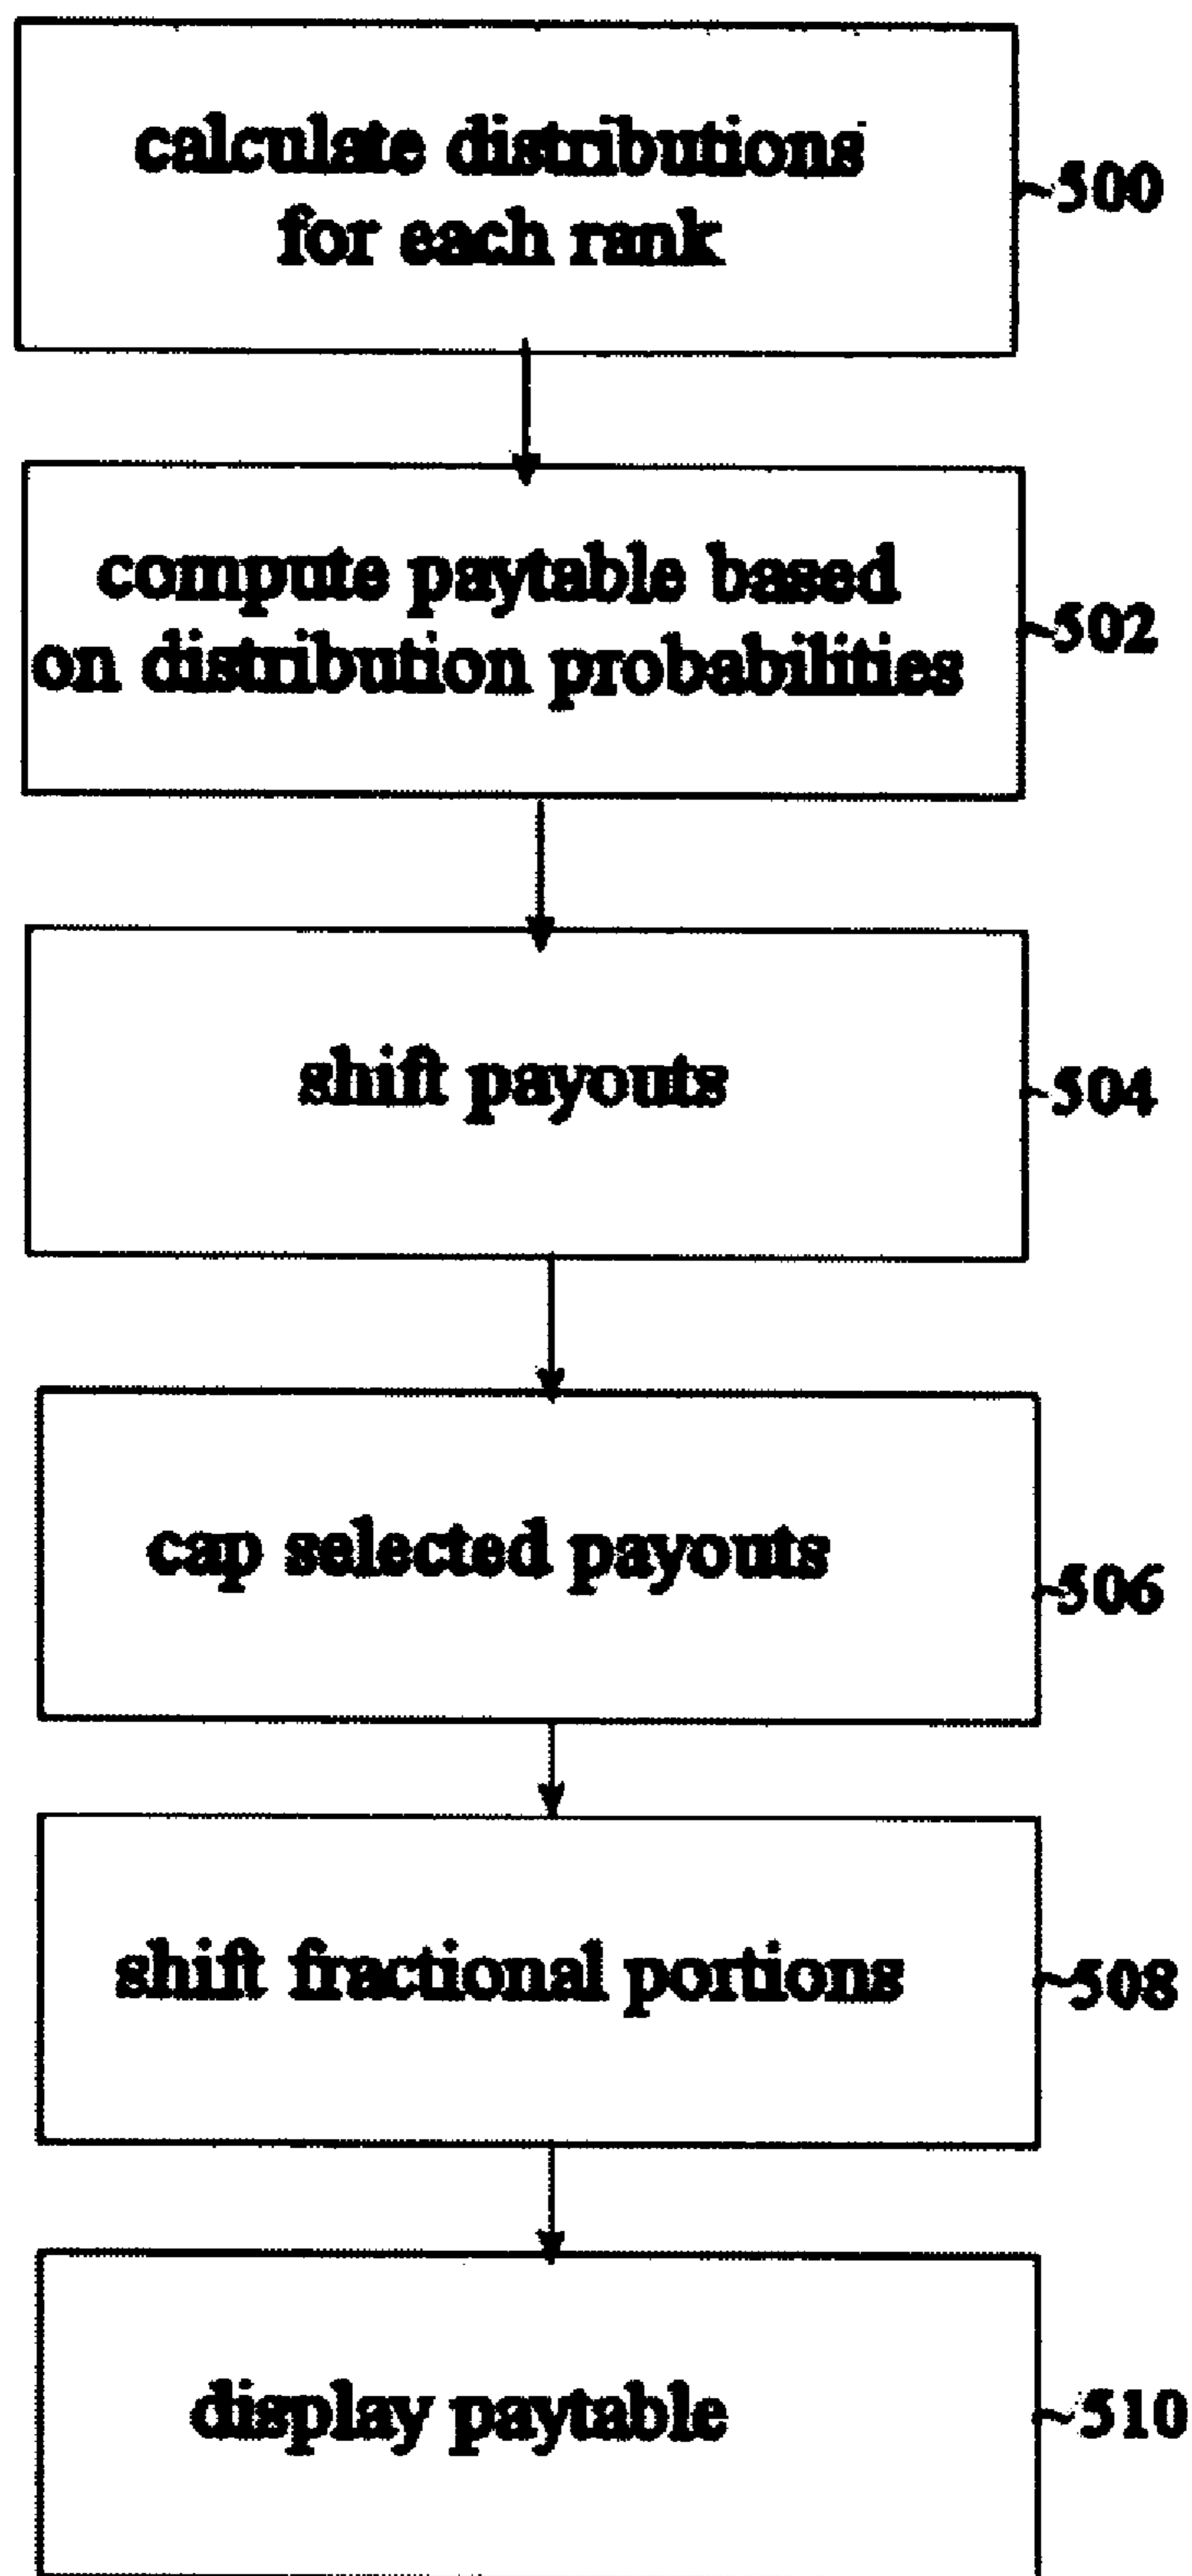 calculate distributions
for each rank
500
compute paytable based
on distribution probabilities
502
shift payouts
504
cap selected payouts
506
shift fractional portions
508
display paytable
510